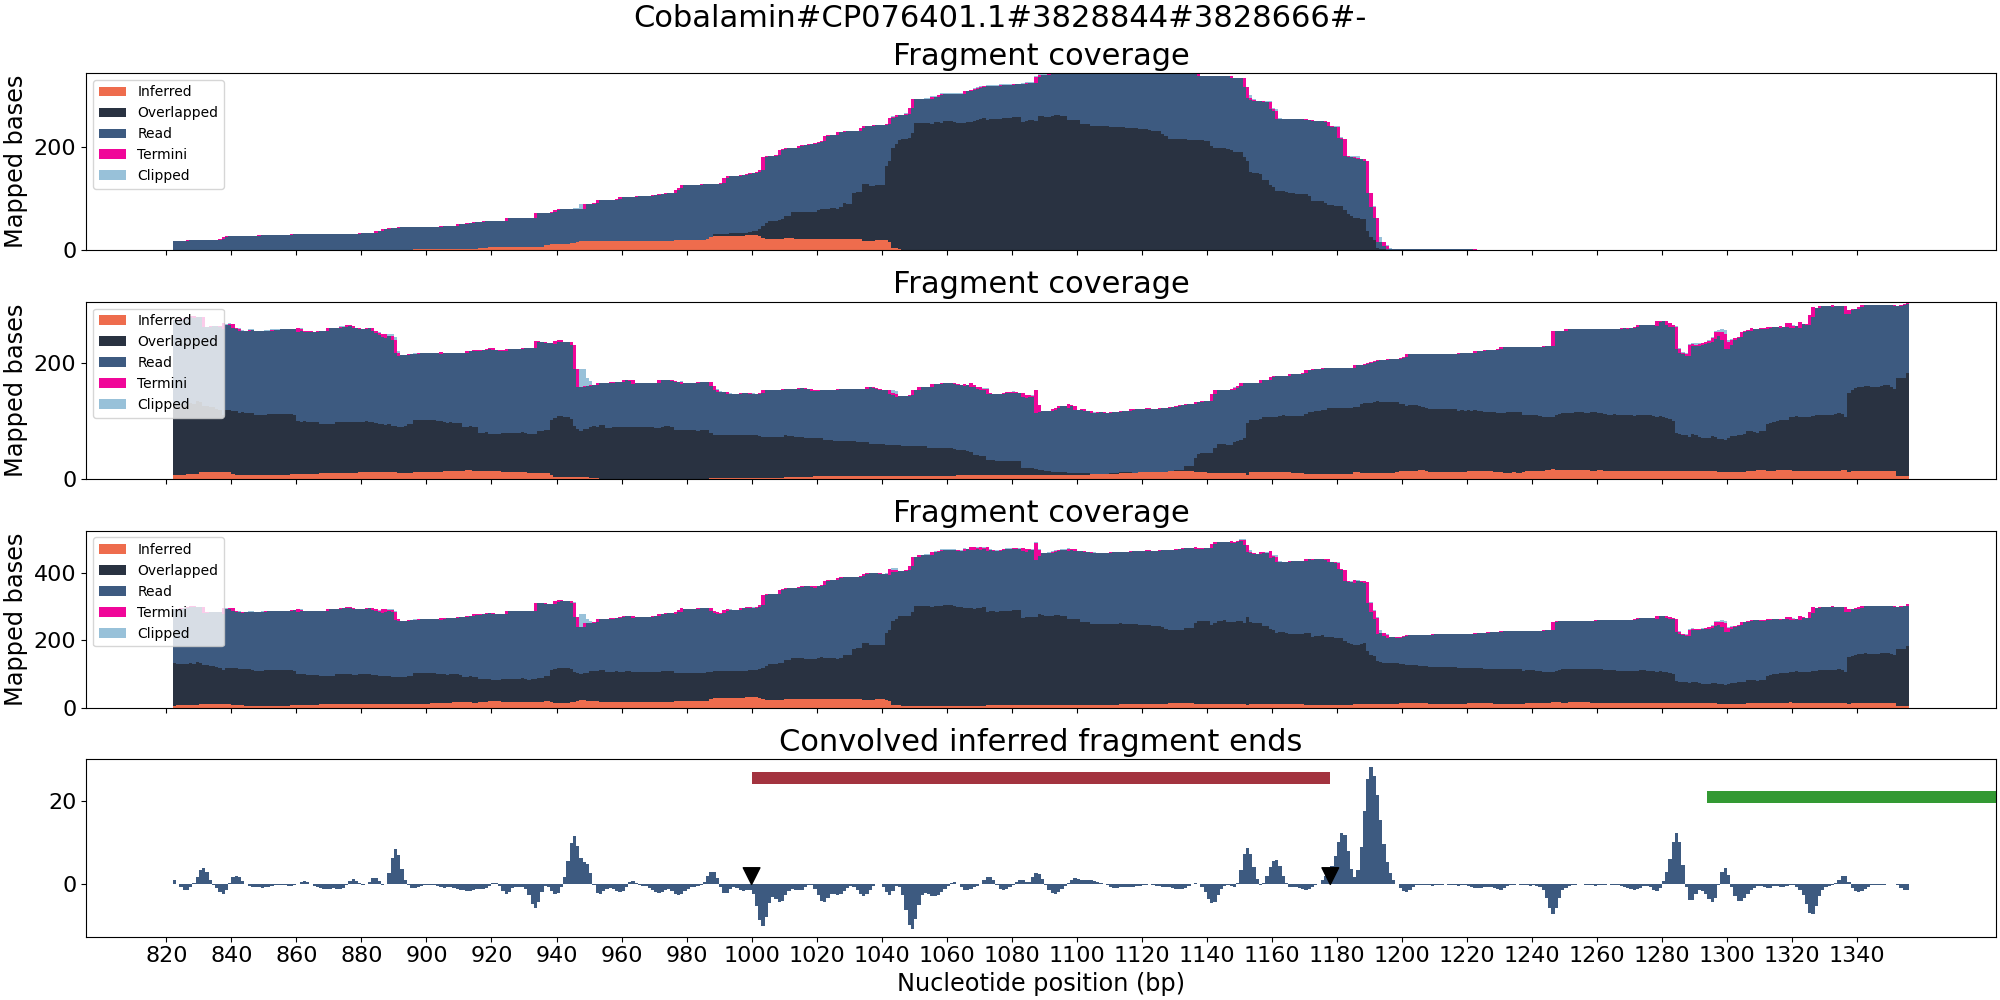 Cobalamin#CP076401.1#3828844#3828666#-
Fragment coverage
Mapped bases
200
0
Inferred
Overlapped
Read
Termini
Clipped
Fragment coverage
Mapped bases
200
0
Inferred
Overlapped
Read
Termini
Clipped
Fragment coverage
Mapped bases
400
200
0
Inferred
Overlapped
Read
Termini
Clipped
Convolved inferred fragment ends
20
0
820 840 860 880 900 920 940 960 980 1000 1020 1040 1060 1080 1100 1120 1140 1160 1180 1200 1220 1240 1260 1280 1300 1320 1340
Nucleotide position (bp)